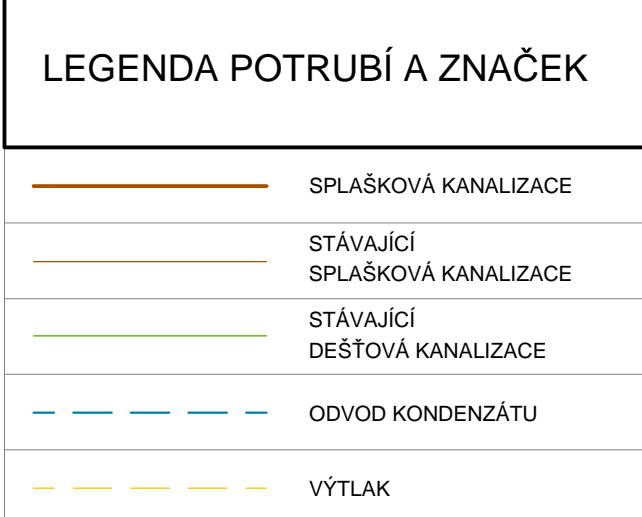 LEGENDA POTRUBÍ A ZNAČEK
SPLAŠKOVÁ KANALIZACE
STÁVAJÍCÍ
SPLAŠKOVÁ KANALIZACE
STÁVAJÍCÍ
DEŠŤOVÁ KANALIZACE
ODVOD KONDENZÁTU
VÝTLAK